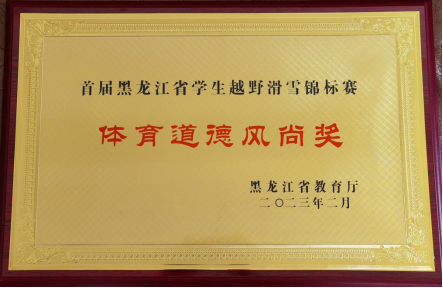 首届黑龙江省学生越野滑雪锦标赛
体育道德风尚奖
黑龙江省教育厅
二〇二三年二月